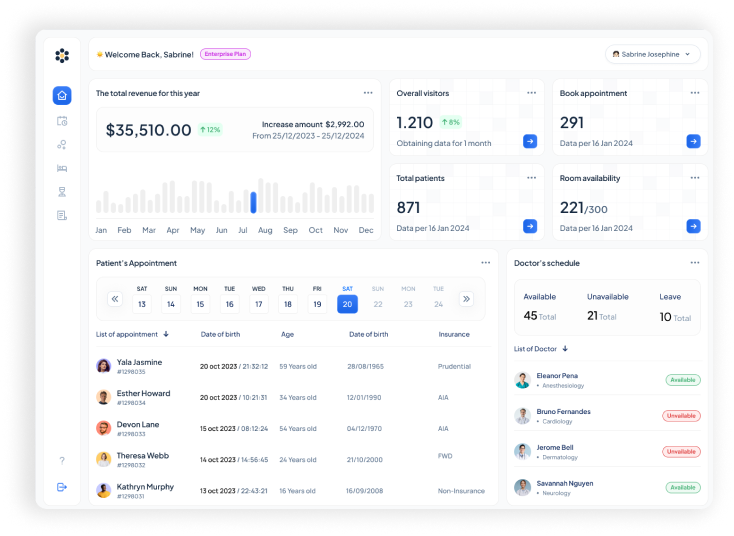 Welcome Back, Sabrine! Enterprise Plan
Sabrine Josephine
The total revenue for this year
$35,510.00 12%
Increase amount $2,992.00
From 25/12/2023 - 25/12/2024
Jan Feb Mar Apr May Jun Jul Aug Sep Oct Nov Dec
Overall visitors
1.210 8%
Obtaining data for 1 month
Book appointment
291
Data per 16 Jan 2024
Total patients
871
Data per 16 Jan 2024
Room availability
221/300
Data per 16 Jan 2024
Patient's Appointment
SAT SUN MON TUE WED THU FRI SAT SUN MON TUE
13 14 15 16 17 18 19 20 22 23 24
List of appointment Date of birth Age Date of birth Insurance
Yala Jasmine
#1298035
20 oct 2023 / 21:32:12 59 Years old 28/08/1965 Prudential
Esther Howard
#1298034
20 oct 2023 / 10:21:31 34 Years old 12/01/1990 AIA
Devon Lane
#1298033
15 oct 2023 / 08:12:24 54 Years old 04/12/1970 AIA
Theresa Webb
#1298032
14 oct 2023 / 14:56:45 24 Years old 21/10/2000 FWD
Kathryn Murphy
#1298031
13 oct 2023 / 22:43:21 16 Years old 16/09/2008 Non-Insurance
Doctor's schedule
Available Unavailable Leave
45 Total 21 Total 10 Total
List of Doctor
Eleanor Pena
• Anesthesiology
Available
Bruno Fernandes
• Cardiology
Unvailable
Jerome Bell
• Dermatology
Unvailable
Savannah Nguyen
• Neurology
Available
?